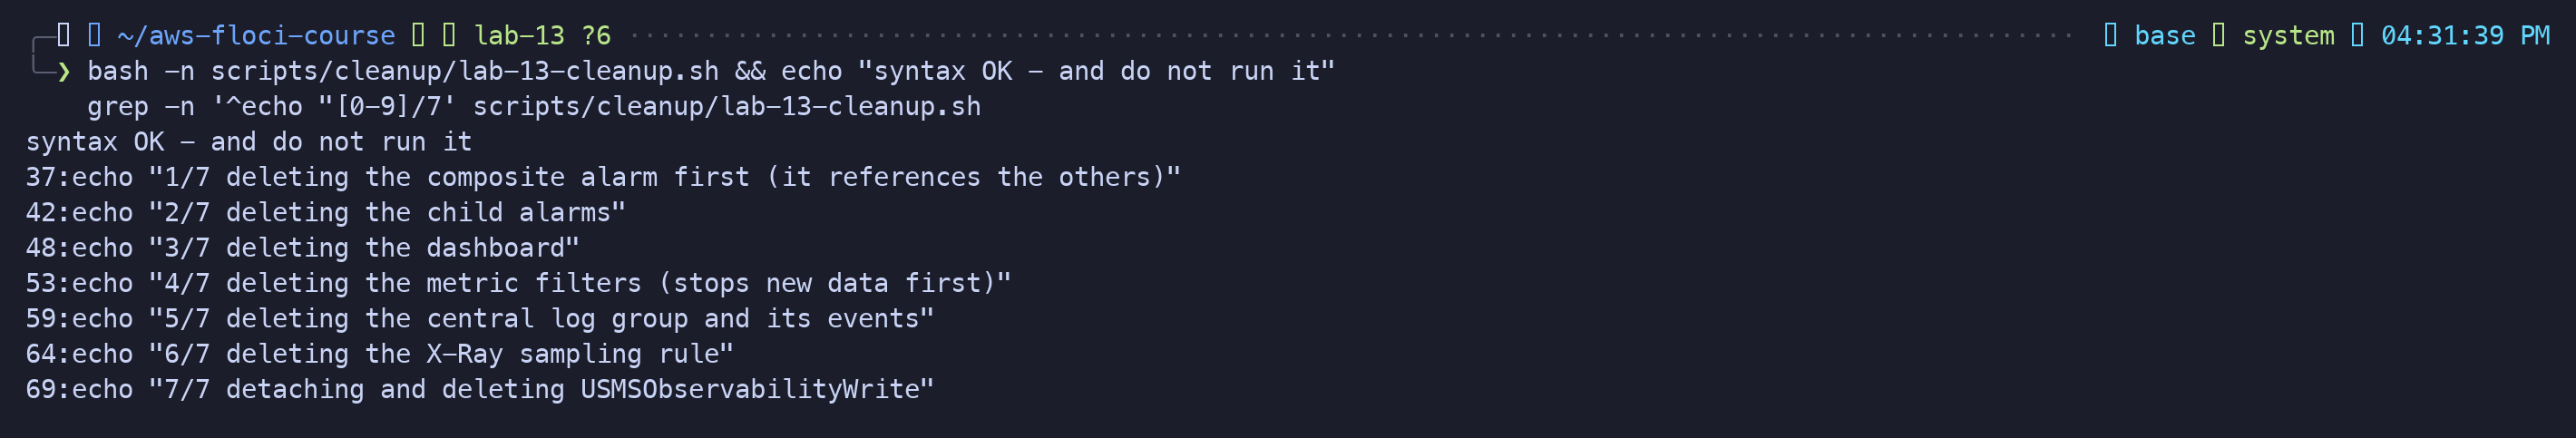 ~/aws-floci-course lab-13 ?6 base system 04:31:39 PM
❯ bash -n scripts/cleanup/lab-13-cleanup.sh && echo "syntax OK - and do not run it"
grep -n '^echo "[0-9]/7' scripts/cleanup/lab-13-cleanup.sh
syntax OK - and do not run it
37:echo "1/7 deleting the composite alarm first (it references the others)"
42:echo "2/7 deleting the child alarms"
48:echo "3/7 deleting the dashboard"
53:echo "4/7 deleting the metric filters (stops new data first)"
59:echo "5/7 deleting the central log group and its events"
64:echo "6/7 deleting the X-Ray sampling rule"
69:echo "7/7 detaching and deleting USMSObservabilityWrite"